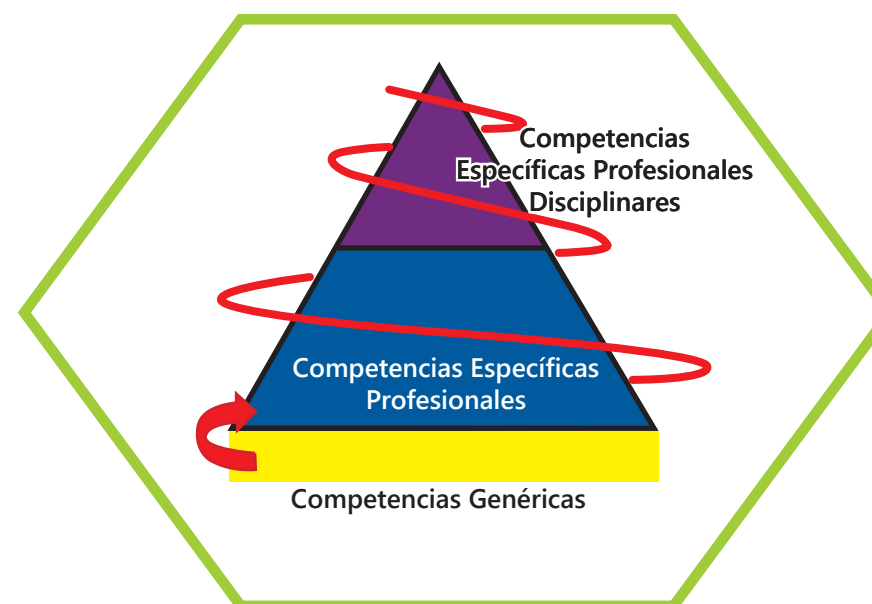 Competencias
Específicas Profesionales
Disciplinares
Competencias Específicas
Profesionales
Competencias Genéricas